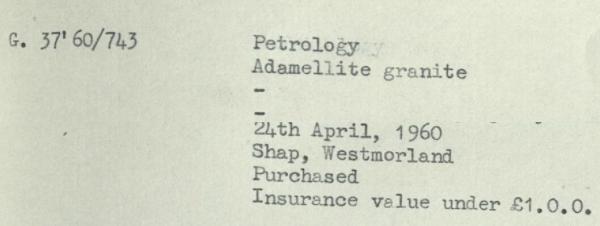 G. 37'60/743
Petrology
Adamellite granite
-
-
24th April, 1960
Shap, Westmorland
Purchased
Insurance value under £1.0.0.